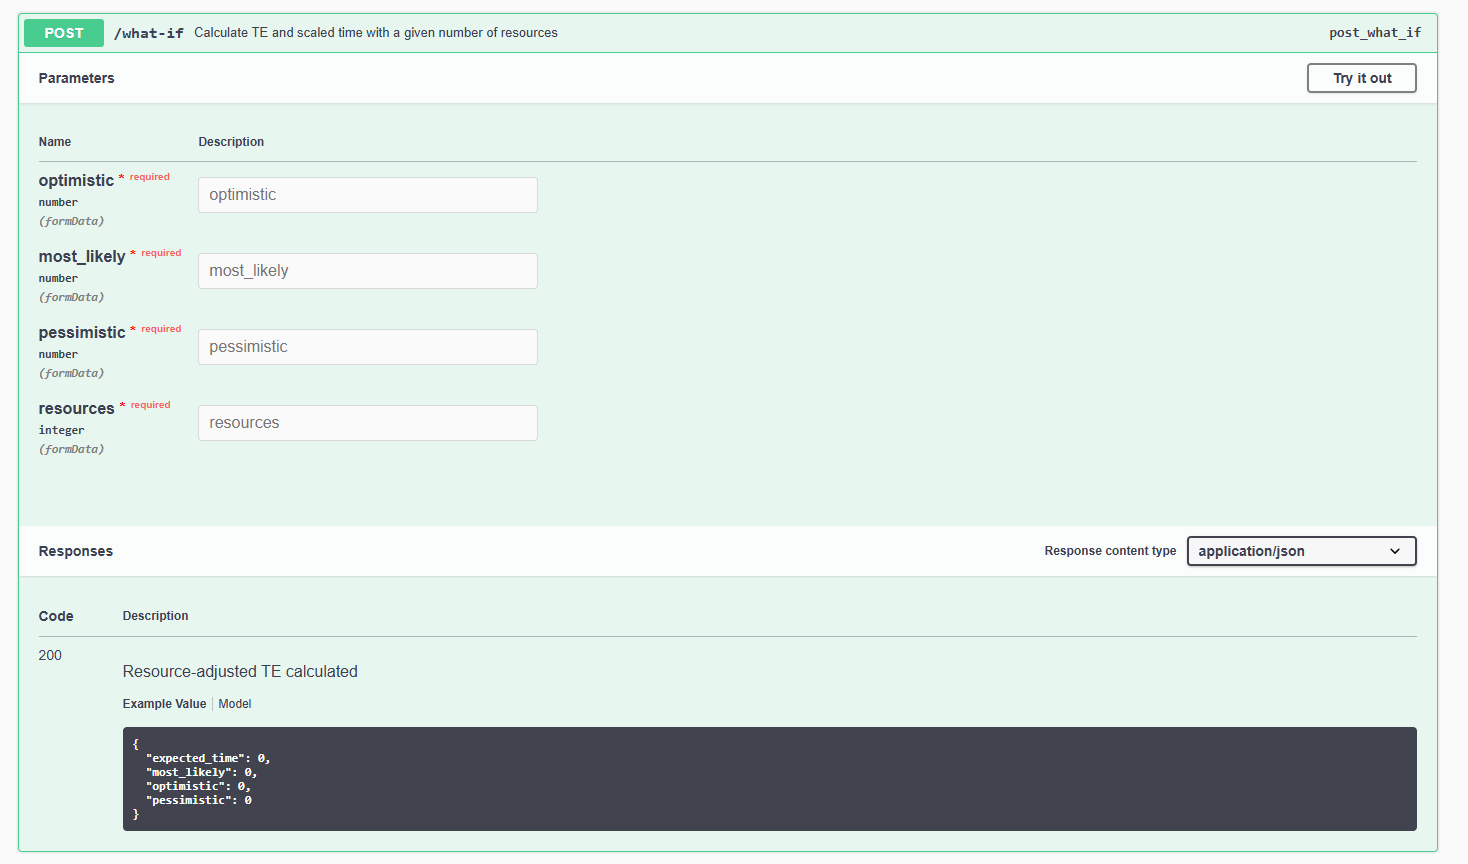 POST /what-if Calculate TE and scaled time with a given number of resources post_what_if
Parameters Try it out
Name Description
optimistic * required
number
(formData)
optimistic
most_likely * required
number
(formData)
most_likely
pessimistic * required
number
(formData)
pessimistic
resources * required
integer
(formData)
resources
Responses Response content type application/json
Code Description
200
Resource-adjusted TE calculated
Example Value Model
{
"expected_time": 0,
"most_likely": 0,
"optimistic": 0,
"pessimistic": 0
}